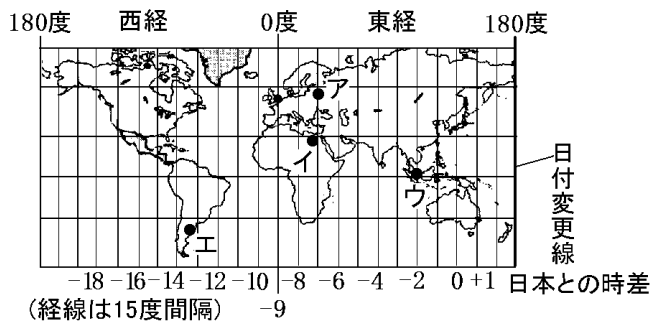 180度 西経 0度 東経 180度
ア
イ
ウ
エ
日付変更線
-18 -16 -14 -12 -10 -8 -6 -4 -2 0 +1 日本との時差
(経線は15度間隔) -9